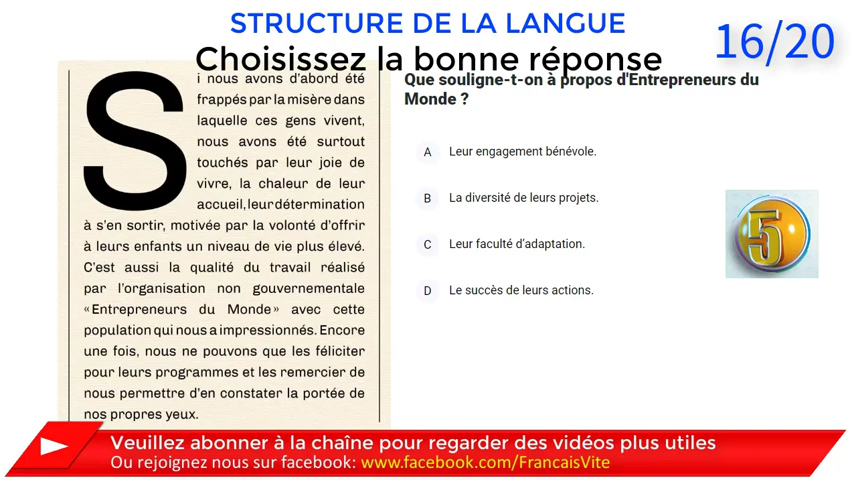 STRUCTURE DE LA LANGUE
16/20
Choisissez la bonne réponse
Si nous avons d'abord été
frappés par la misère dans
laquelle ces gens vivent,
nous avons été surtout
touchés par leur joie de
vivre, la chaleur de leur
accueil, leur détermination
à s'en sortir, motivée par la volonté d'offrir
à leurs enfants un niveau de vie plus élevé.
C'est aussi la qualité du travail réalisé
par l'organisation non gouvernementale
«Entrepreneurs du Monde» avec cette
population qui nous a impressionnés. Encore
une fois, nous ne pouvons que les féliciter
pour leurs programmes et les remercier de
nous permettre d'en constater la portée de
nos propres yeux.
Que souligne-t-on à propos d'Entrepreneurs du
Monde ?
A Leur engagement bénévole.
B La diversité de leurs projets.
C Leur faculté d'adaptation.
D Le succès de leurs actions.
5
Veuillez abonner à la chaîne pour regarder des vidéos plus utiles
Ou rejoignez nous sur facebook: www.facebook.com/FrancaisVite